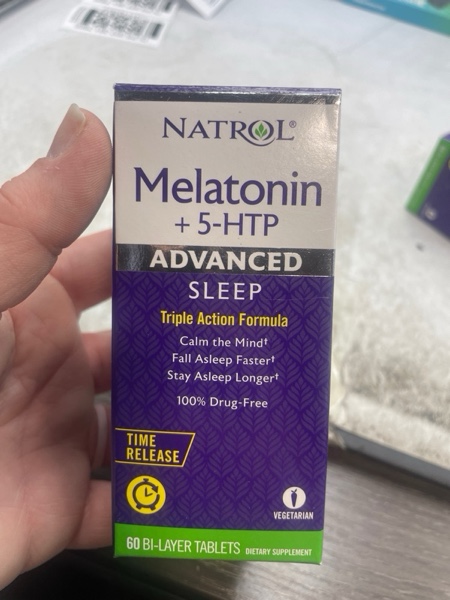 NATROL®
Melatonin
+ 5-HTP
ADVANCED
SLEEP
Triple Action Formula
Calm the Mind†
Fall Asleep Faster†
Stay Asleep Longer†
100% Drug-Free
TIME
RELEASE
VEGETARIAN
60 BI-LAYER TABLETS DIETARY SUPPLEMENT